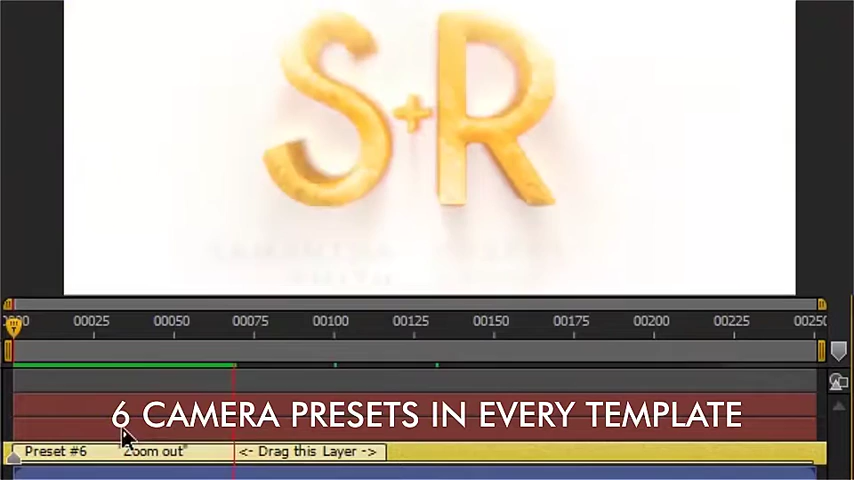 S+R
00025 00050 00075 00100 00125 00150 00175 00200 00225
6 CAMERA PRESETS IN EVERY TEMPLATE
Preset #6 "Zoom out" <- Drag this Layer ->